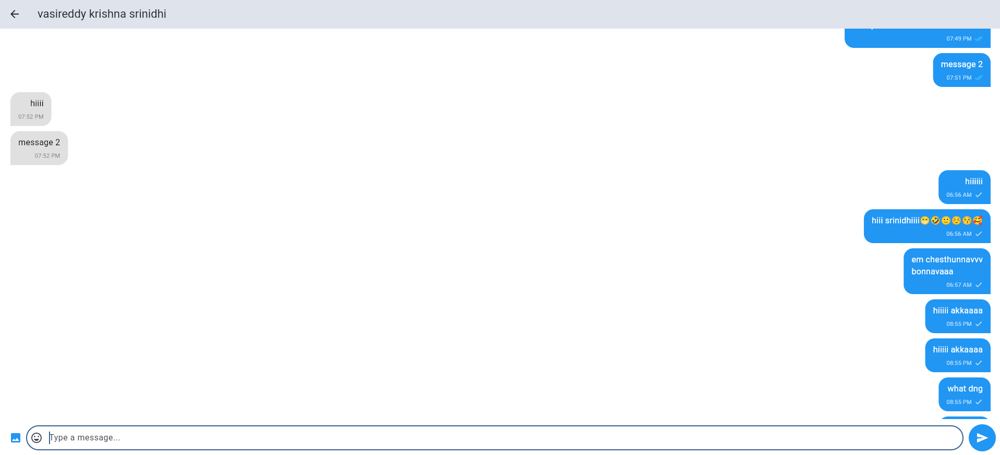 vasireddy krishna srinidhi
07:49 PM
message 2
07:51 PM
hiiii
07:52 PM
message 2
07:52 PM
hiiiiii
06:56 AM
hiii srinidhiiii😁🤣🙂☺️😚🥰
06:56 AM
em chesthunnavvv
bonnavaaa
06:57 AM
hiiiii akkaaaa
08:55 PM
hiiiii akkaaaa
08:55 PM
what dng
08:55 PM
Type a message...